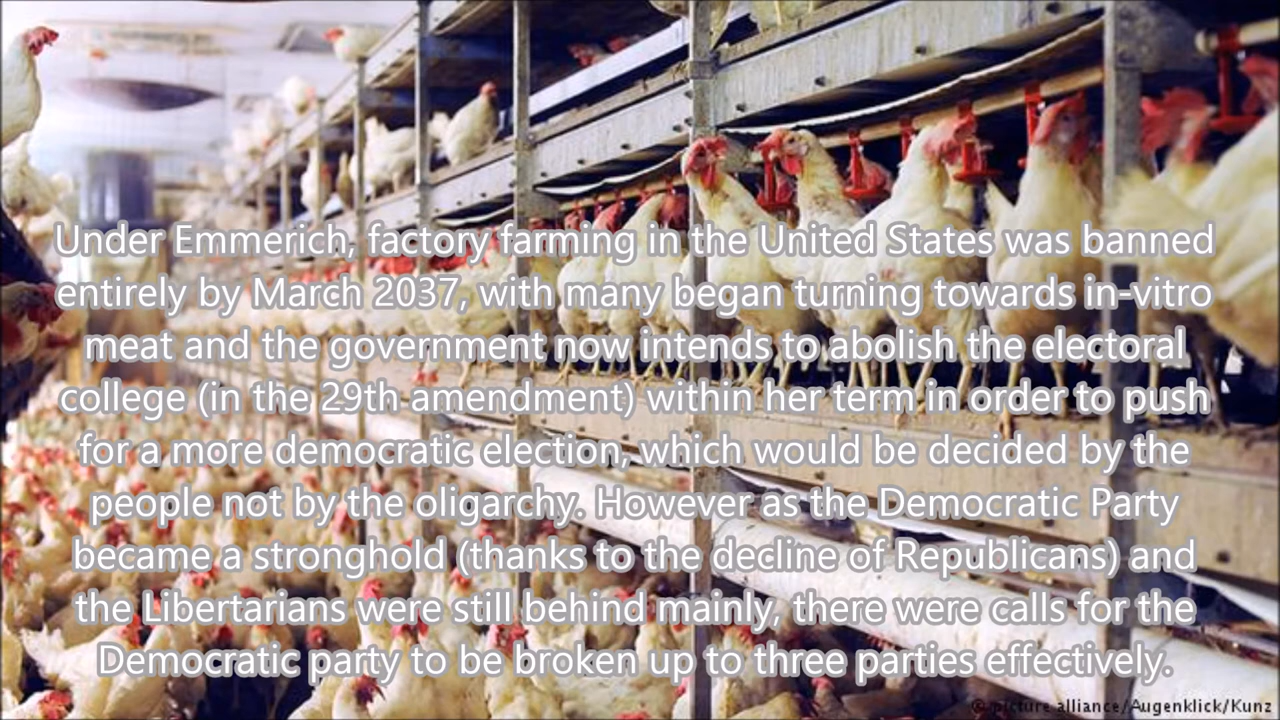 Under Emmerich, factory farming in the United States was banned
entirely by March 2037, with many began turning towards in-vitro
meat and the government now intends to abolish the electoral
college (in the 29th amendment) within her term in order to push
for a more democratic election, which would be decided by the
people not by the oligarchy. However as the Democratic Party
became a stronghold (thanks to the decline of Republicans) and
the Libertarians were still behind mainly, there were calls for the
Democratic party to be broken up to three parties effectively.
© picture alliance/Augenklick/Kunz